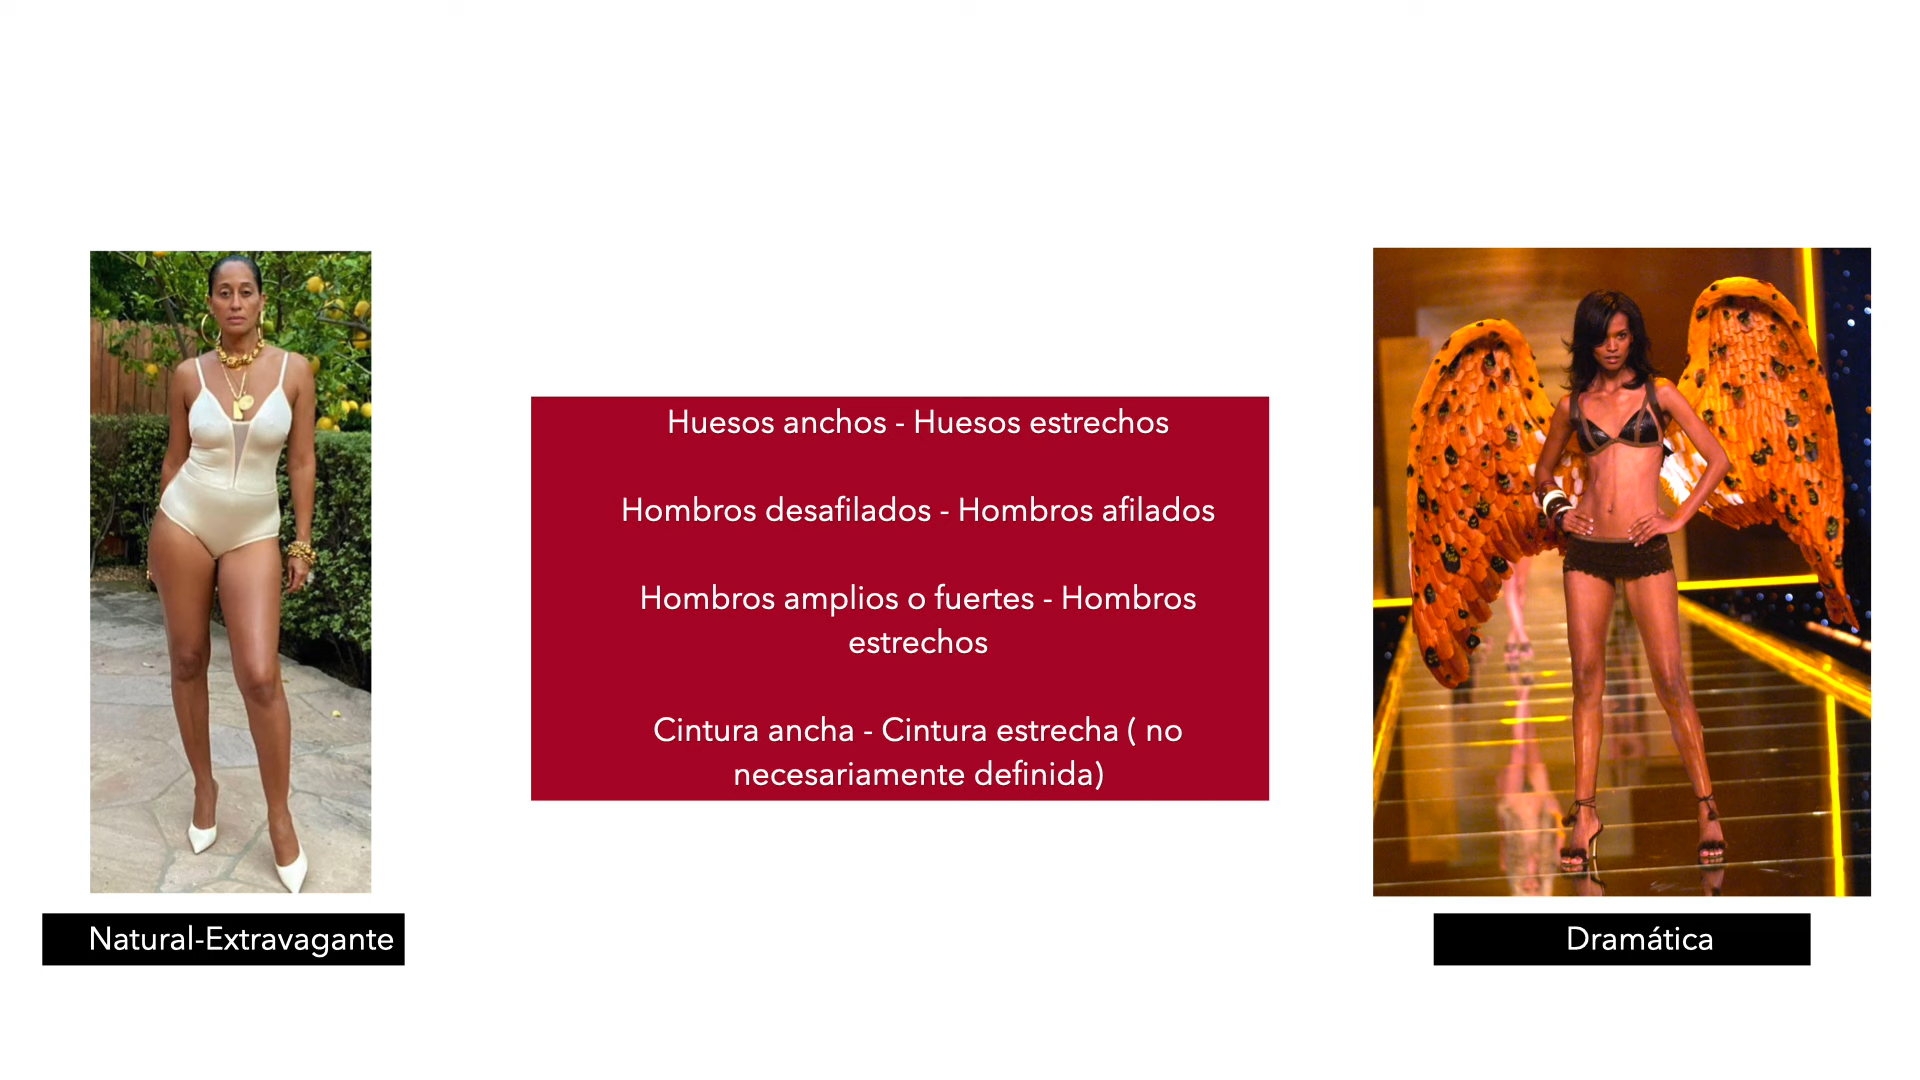 Huesos anchos - Huesos estrechos
Hombros desafilados - Hombros afilados
Hombros amplios o fuertes - Hombros
estrechos
Cintura ancha - Cintura estrecha ( no
necesariamente definida)
Natural-Extravagante
Dramática